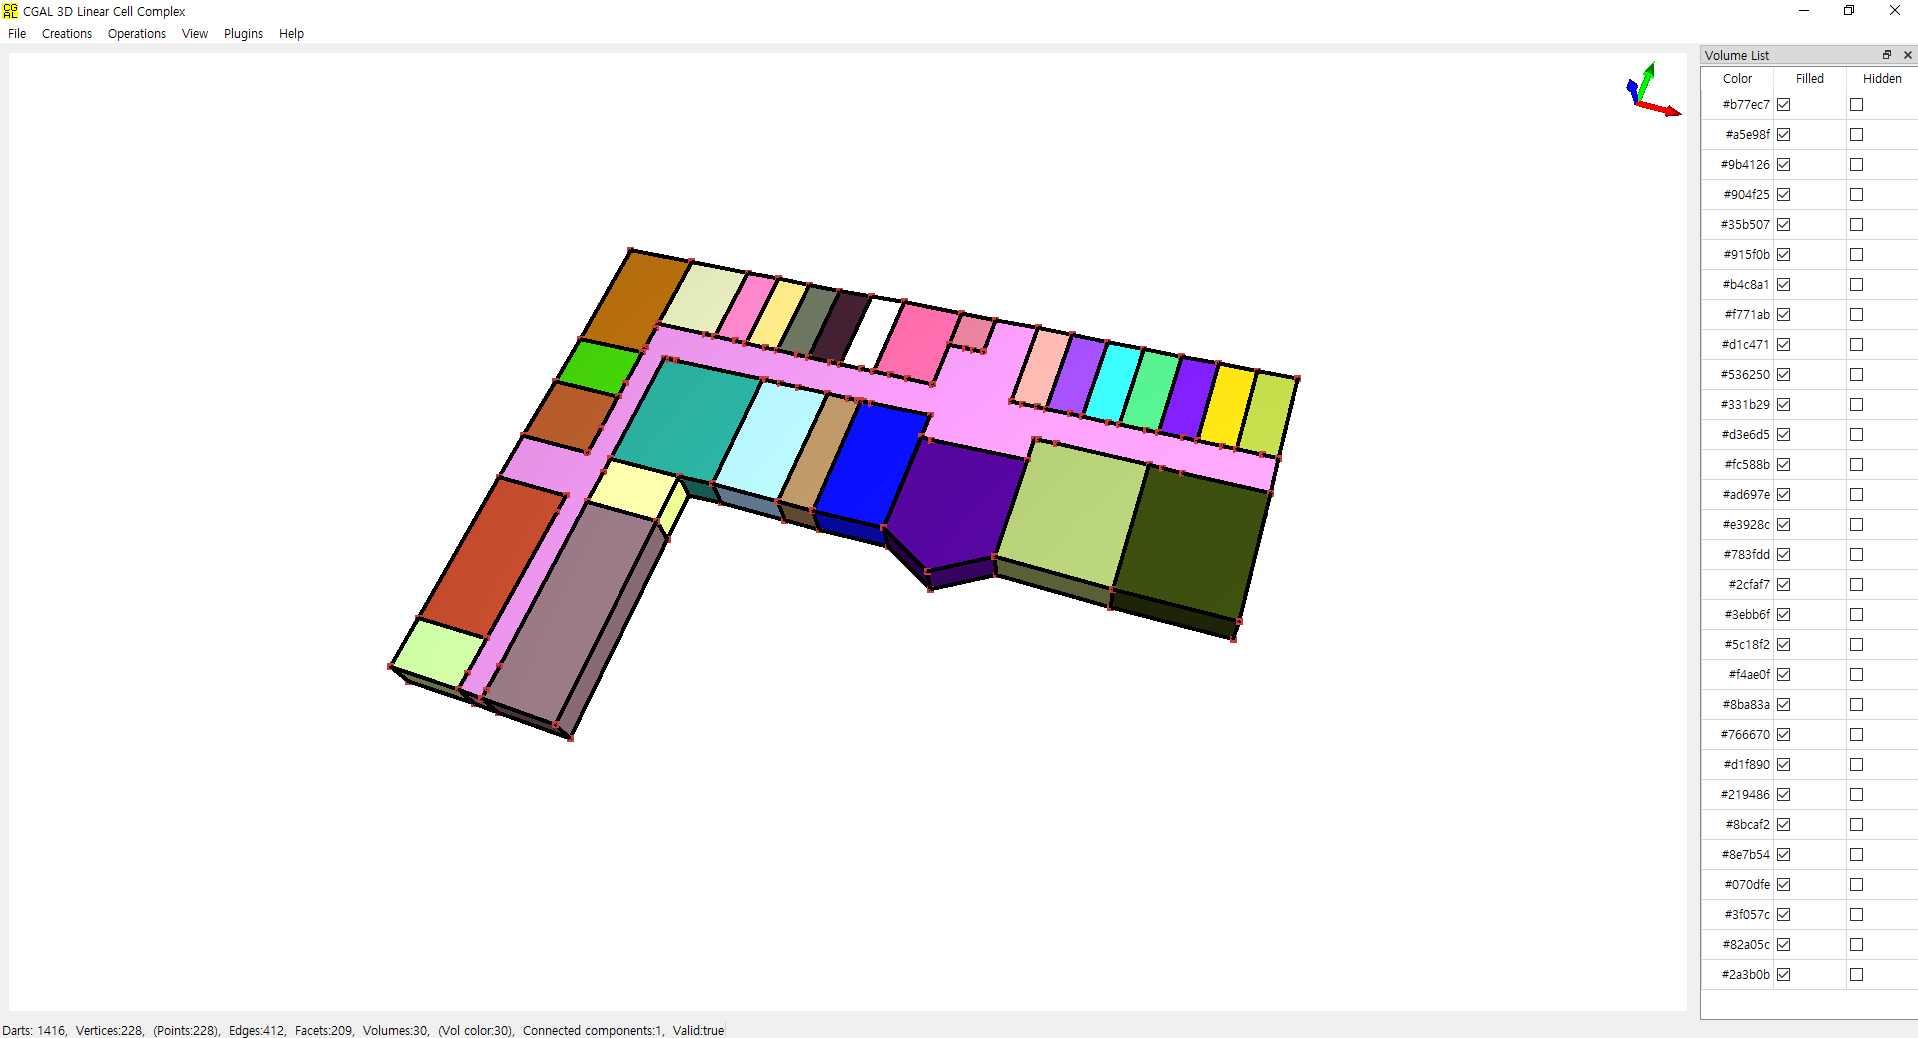 CG
AL
CGAL 3D Linear Cell Complex
File Creations Operations View Plugins Help
Volume List
Color Filled Hidden
#b77ec7
#a5e98f
#9b4126
#904f25
#35b507
#915f0b
#b4c8a1
#f771ab
#d1c471
#536250
#331b29
#d3e6d5
#fc588b
#ad697e
#e3928c
#783fdd
#2cfaf7
#3ebb6f
#5c18f2
#f4ae0f
#8ba83a
#766670
#d1f890
#219486
#8bcaf2
#8e7b54
#070dfe
#3f057c
#82a05c
#2a3b0b
Darts: 1416, Vertices:228, (Points:228), Edges:412, Facets:209, Volumes:30, (Vol color:30), Connected components:1, Valid:true